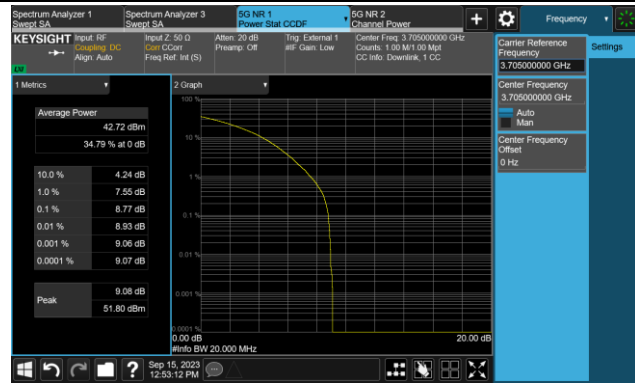 Spectrum Analyzer 1
Swept SA
Spectrum Analyzer 3
Swept SA
5G NR 1
Power Stat CCDF
5G NR 2
Channel Power
+
Frequency
KEYSIGHT
Input: RF
Coupling: DC
Align: Auto
Input Z: 50 Ω
Corr CCorr
Freq Ref: Int (S)
Atten: 20 dB
Preamp: Off
Trig: External 1
#IF Gain: Low
Center Freq: 3.705000000 GHz
Counts: 1.00 M/1.00 Mpt
CC Info: Downlink, 1 CC
LXI
Carrier Reference
Frequency
3.705000000 GHz
Settings
Center Frequency
3.705000000 GHz
Auto
Man
Center Frequency
Offset
0 Hz
1 Metrics
Average Power
42.72 dBm
34.79 % at 0 dB
10.0 % 4.24 dB
1.0 % 7.55 dB
0.1 % 8.77 dB
0.01 % 8.93 dB
0.001 % 9.06 dB
0.0001 % 9.07 dB
Peak
9.08 dB
51.80 dBm
2 Graph
100 %
10 %
1 %
0.1 %
0.01 %
0.001 %
0.0001 %
0.00 dB
20.00 dB
#Info BW 20.000 MHz
?
Sep 15, 2023
12:53:12 PM